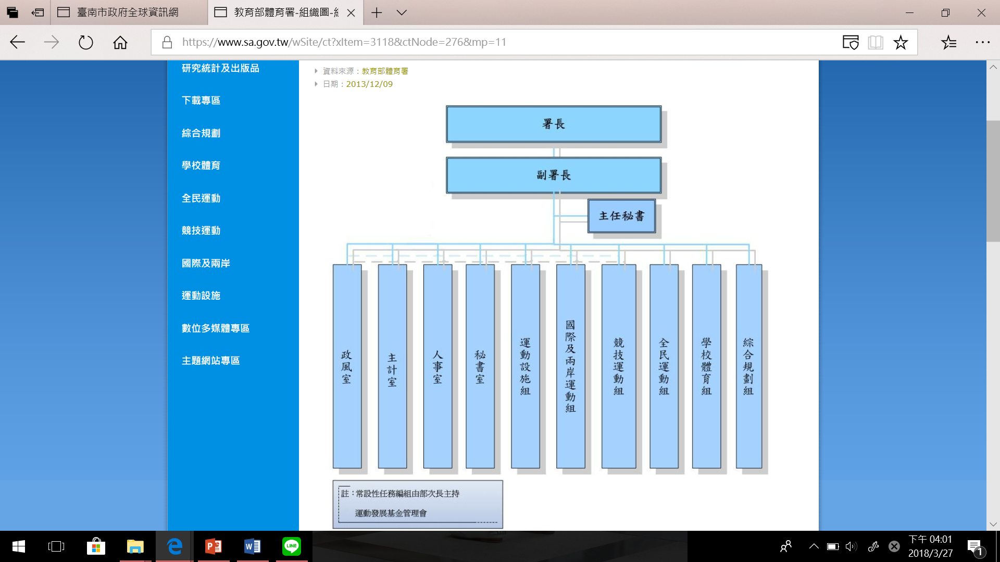 臺南市政府全球資訊網
教育部體育署-組織圖-
https://www.sa.gov.tw/wSite/ct?xItem=3118&ctNode=276&mp=11
研究統計及出版品
下載專區
綜合規劃
學校體育
全民運動
競技運動
國際及兩岸
運動設施
數位多媒體專區
主題網站專區
資料來源：教育部體育署
日期：2013/12/09
署長
副署長
主任秘書
政風室
主計室
人事室
秘書室
運動設施組
國際及兩岸運動組
競技運動組
全民運動組
學校體育組
綜合規劃組
註：常設性任務編組由部次長主持
運動發展基金管理會
LINE
下午 04:01
2018/3/27
1